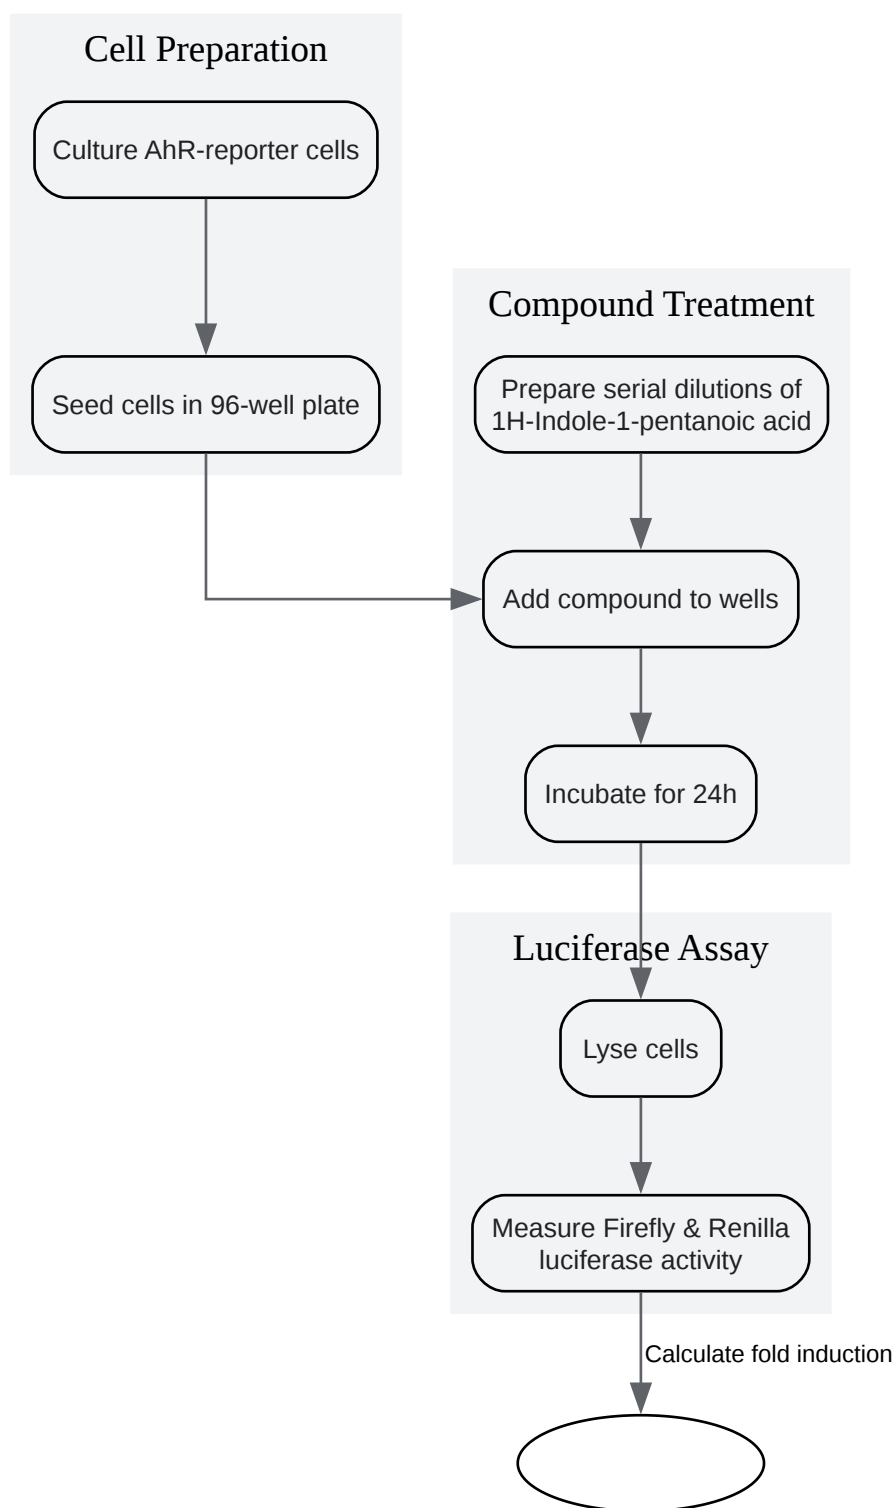 Cell Preparation
Culture AhR-reporter cells
Seed cells in 96-well plate
Compound Treatment
Prepare serial dilutions of
1H-Indole-1-pentanoic acid
Add compound to wells
Incubate for 24h
Luciferase Assay
Lyse cells
Measure Firefly & Renilla
luciferase activity
Calculate fold induction